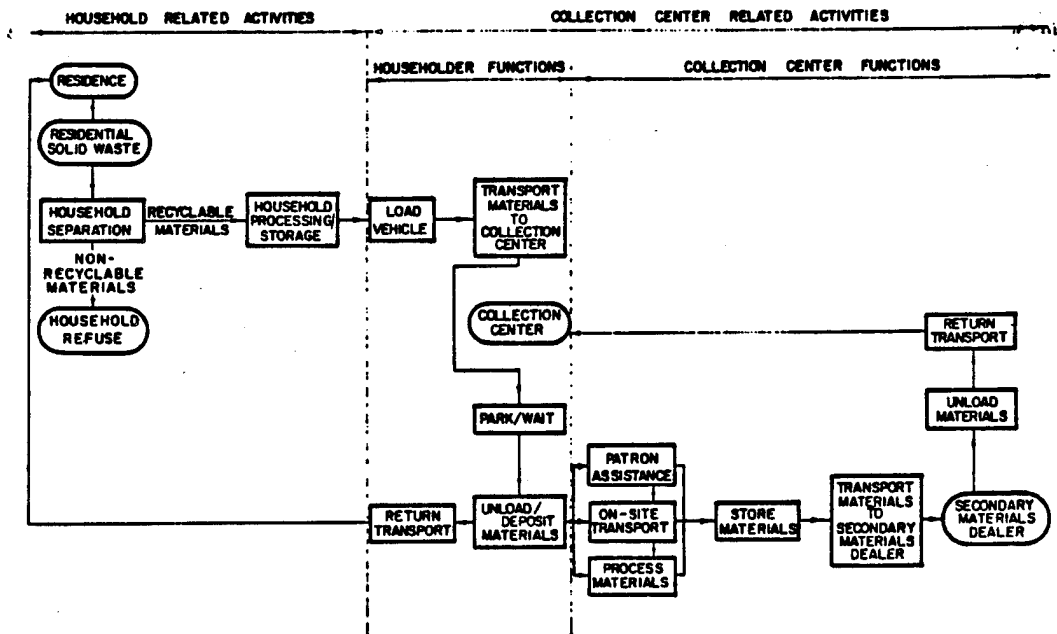 HOUSEHOLD RELATED ACTIVITIES
COLLECTION CENTER RELATED ACTIVITIES
HOUSEHOLDER FUNCTIONS
COLLECTION CENTER FUNCTIONS
RESIDENCE
RESIDENTIAL
SOLID WASTE
HOUSEHOLD
SEPARATION
RECYCLABLE
MATERIALS
HOUSEHOLD
PROCESSING/
STORAGE
LOAD
VEHICLE
TRANSPORT
MATERIALS
TO
COLLECTION
CENTER
NON-
RECYCLABLE
MATERIALS
HOUSEHOLD
REFUSE
COLLECTION
CENTER
RETURN
TRANSPORT
UNLOAD
MATERIALS
PARK/WAIT
PATRON
ASSISTANCE
RETURN
TRANSPORT
UNLOAD/
DEPOSIT
MATERIALS
ON-SITE
TRANSPORT
PROCESS
MATERIALS
STORE
MATERIALS
TRANSPORT
MATERIALS
TO
SECONDARY
MATERIALS
DEALER
SECONDARY
MATERIALS
DEALER